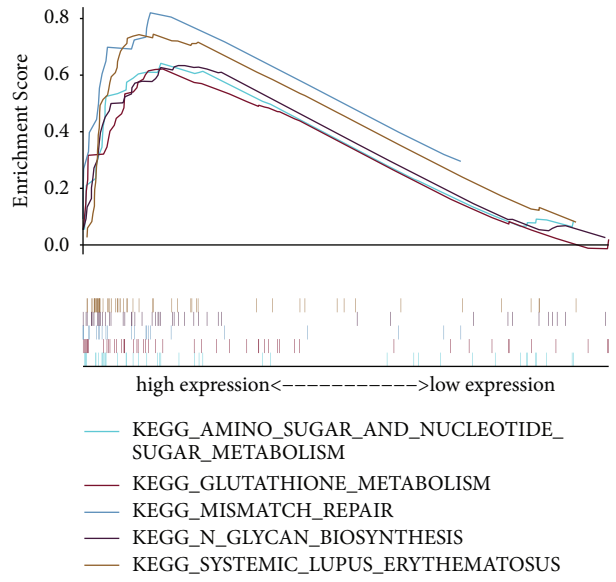 0.8
0.6
0.4
0.2
0.0
Enrichment Score
high expression<----------->low expression
KEGG_AMINO_SUGAR_AND_NUCLEOTIDE_
SUGAR_METABOLISM
KEGG_GLUTATHIONE_METABOLISM
KEGG_MISMATCH_REPAIR
KEGG_N_GLYCAN_BIOSYNTHESIS
KEGG_SYSTEMIC_LUPUS_ERYTHEMATOSUS